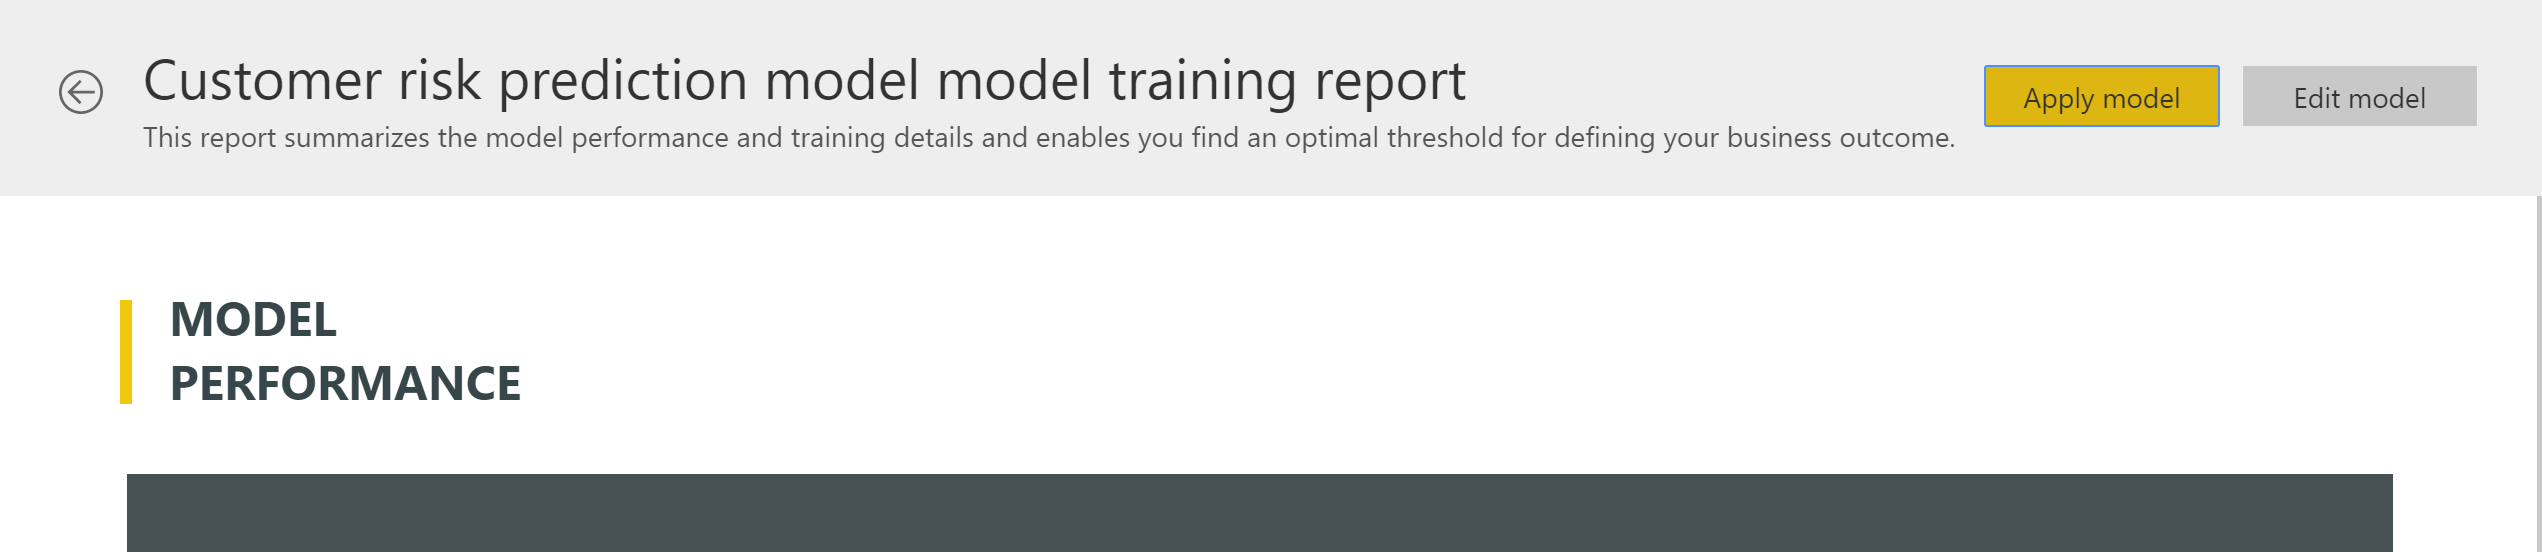 Customer risk prediction model model training report
This report summarizes the model performance and training details and enables you find an optimal threshold for defining your business outcome.
Apply model
Edit model
MODEL
PERFORMANCE